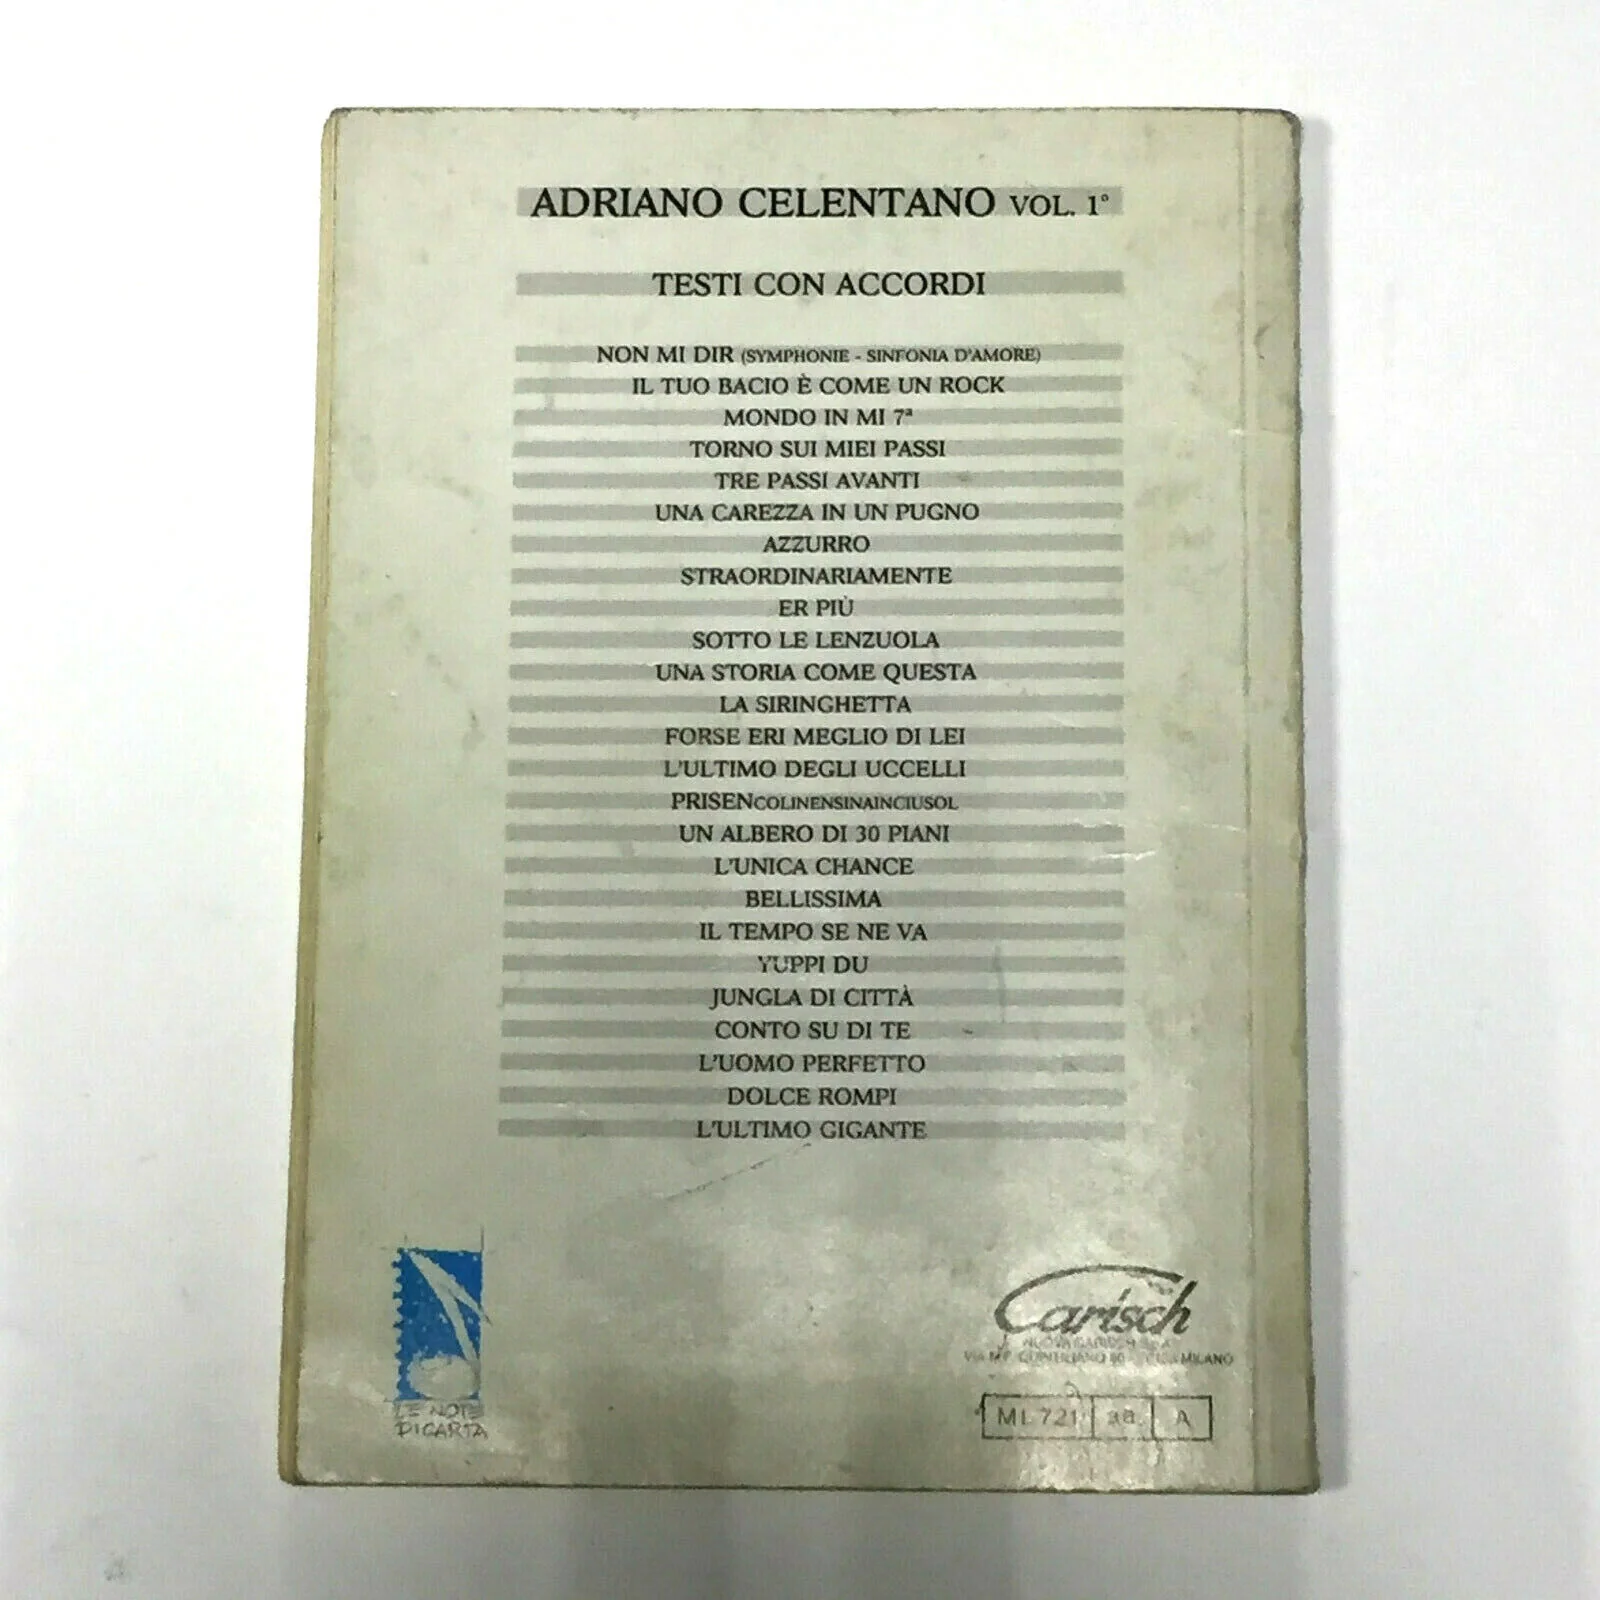 ADRIANO CELENTANO VOL. 1°
TESTI CON ACCORDI
NON MI DIR (SYMPHONIE - SINFONIA D'AMORE)
IL TUO BACIO È COME UN ROCK
MONDO IN MI 7ª
TORNO SUI MIEI PASSI
TRE PASSI AVANTI
UNA CAREZZA IN UN PUGNO
AZZURRO
STRAORDINARIAMENTE
ER PIÙ
SOTTO LE LENZUOLA
UNA STORIA COME QUESTA
LA SIRINGHETTA
FORSE ERI MEGLIO DI LEI
L'ULTIMO DEGLI UCCELLI
PRISENCOLINENSINAINCIUSOL
UN ALBERO DI 30 PIANI
L'UNICA CHANCE
BELLISSIMA
IL TEMPO SE NE VA
YUPPI DU
JUNGLA DI CITTÀ
CONTO SU DI TE
L'UOMO PERFETTO
DOLCE ROMPI
L'ULTIMO GIGANTE
LE NOTE
DI CARTA
Carisch
NUOVA CARISCH
QUINTILIANO MILANO
ML 721 A